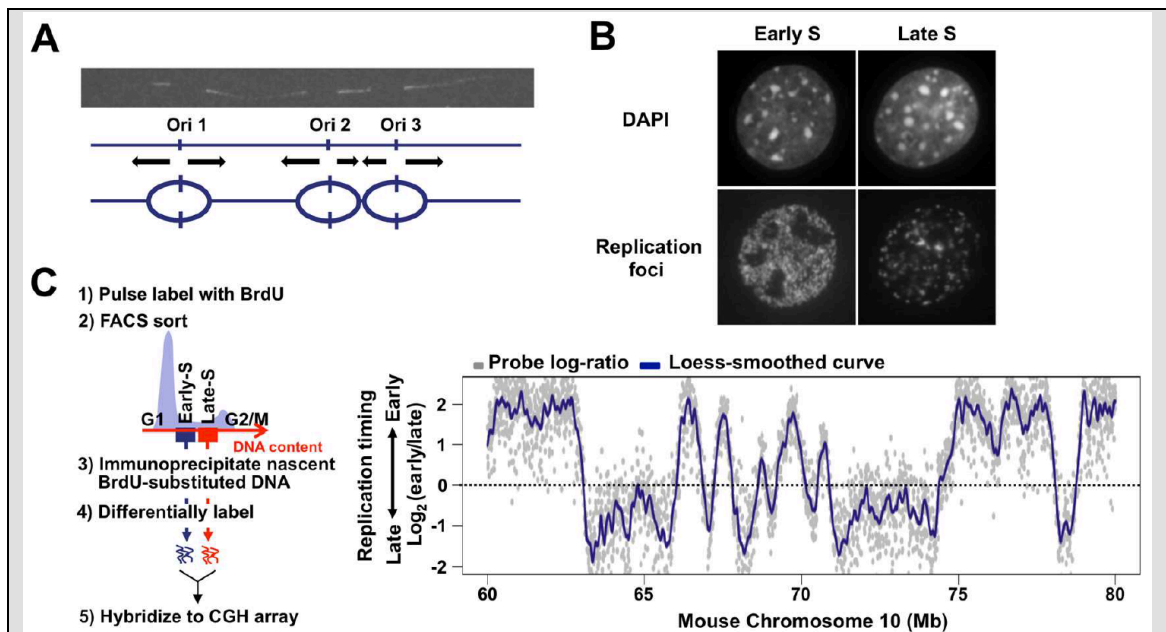 A
Ori 1 Ori 2 Ori 3
B
Early S Late S
DAPI
Replication
foci
C
1) Pulse label with BrdU
2) FACS sort
Early-S
Late-S
G1 G2/M
DNA content
3) Immunoprecipitate nascent
BrdU-substituted DNA
4) Differentially label
5) Hybridize to CGH array
Probe log-ratio Loess-smoothed curve
Replication timing
Late Early
Log2 (early/late)
2
1
0
-1
-2
60 65 70 75 80
Mouse Chromosome 10 (Mb)